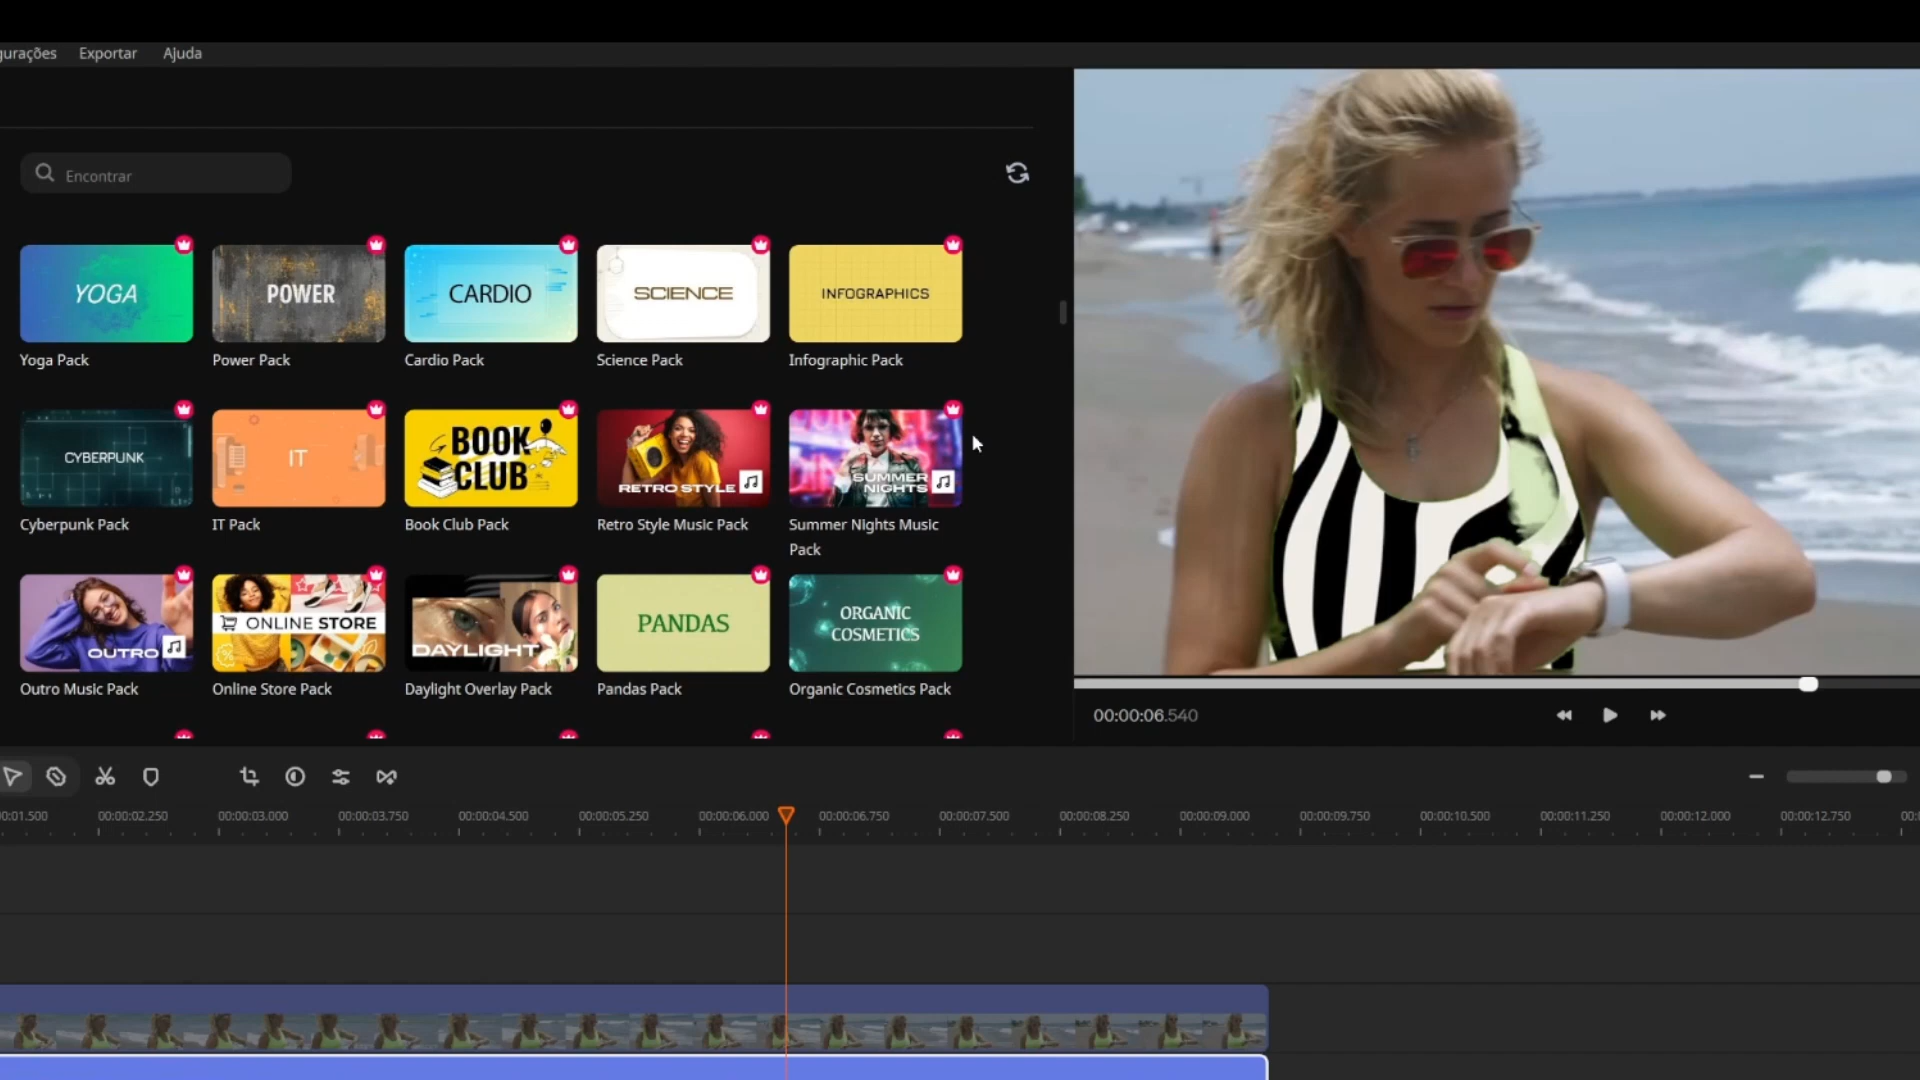 gurações Exportar Ajuda
Encontrar
YOGA POWER CARDIO SCIENCE INFOGRAPHICS
Yoga Pack Power Pack Cardio Pack Science Pack Infographic Pack
CYBERPUNK IT BOOK CLUB RETRO STYLE SUMMER NIGHTS
Cyberpunk Pack IT Pack Book Club Pack Retro Style Music Pack Summer Nights Music
Pack
OUTRO ONLINE STORE DAYLIGHT PANDAS ORGANIC COSMETICS
Outro Music Pack Online Store Pack Daylight Overlay Pack Pandas Pack Organic Cosmetics Pack
00:00:06.540
00:01.500 00:00:02.250 00:00:03.000 00:00:03.750 00:00:04.500 00:00:05.250 00:00:06.000 00:00:06.750 00:00:07.500 00:00:08.250 00:00:09.000 00:00:09.750 00:00:10.500 00:00:11.250 00:00:12.000 00:00:12.750 00:0